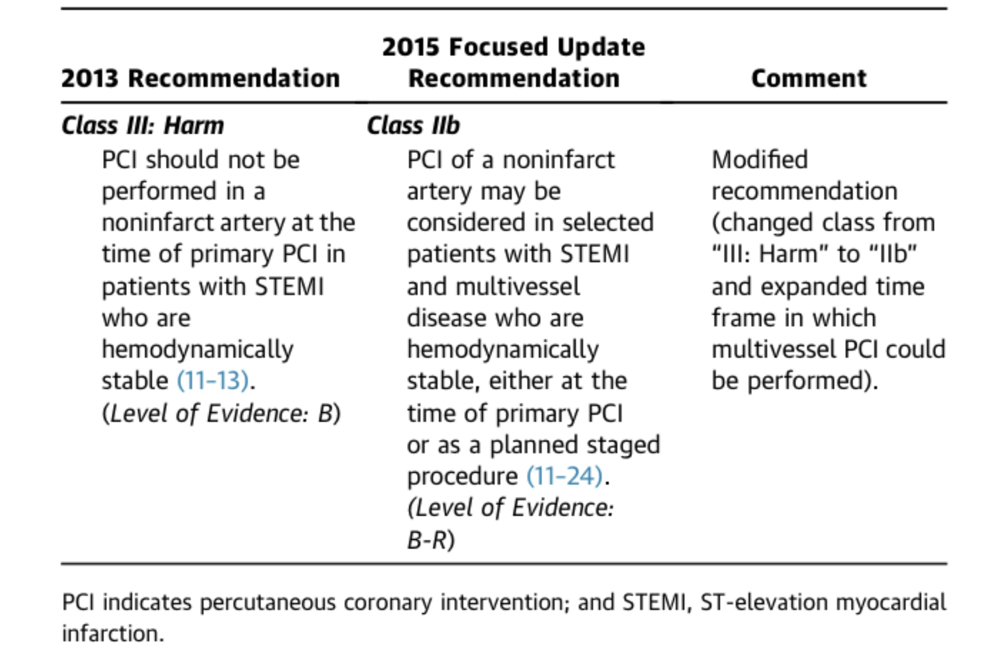 2013 Recommendation
2015 Focused Update
Recommendation
Comment
Class III: Harm
PCI should not be
performed in a
noninfarct artery at the
time of primary PCI in
patients with STEMI
who are
hemodynamically
stable (11–13).
(Level of Evidence: B)
Class IIb
PCI of a noninfarct
artery may be
considered in selected
patients with STEMI
and multivessel
disease who are
hemodynamically
stable, either at the
time of primary PCI
or as a planned staged
procedure (11–24).
(Level of Evidence:
B-R)
Modified
recommendation
(changed class from
“III: Harm” to “IIb”
and expanded time
frame in which
multivessel PCI could
be performed).
PCI indicates percutaneous coronary intervention; and STEMI, ST-elevation myocardial
infarction.